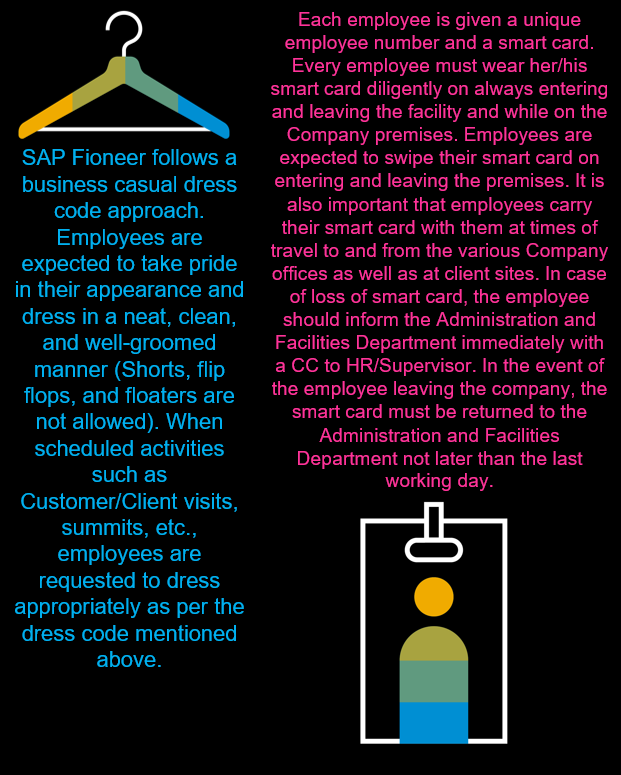 SAP Fioneer follows a
business casual dress
code approach.
Employees are
expected to take pride
in their appearance and
dress in a neat, clean,
and well-groomed
manner (Shorts, flip
flops, and floaters are
not allowed). When
scheduled activities
such as
Customer/Client visits,
summits, etc.,
employees are
requested to dress
appropriately as per the
dress code mentioned
above.
Each employee is given a unique
employee number and a smart card.
Every employee must wear her/his
smart card diligently on always entering
and leaving the facility and while on the
Company premises. Employees are
expected to swipe their smart card on
entering and leaving the premises. It is
also important that employees carry
their smart card with them at times of
travel to and from the various Company
offices as well as at client sites. In case
of loss of smart card, the employee
should inform the Administration and
Facilities Department immediately with
a CC to HR/Supervisor. In the event of
the employee leaving the company, the
smart card must be returned to the
Administration and Facilities
Department not later than the last
working day.